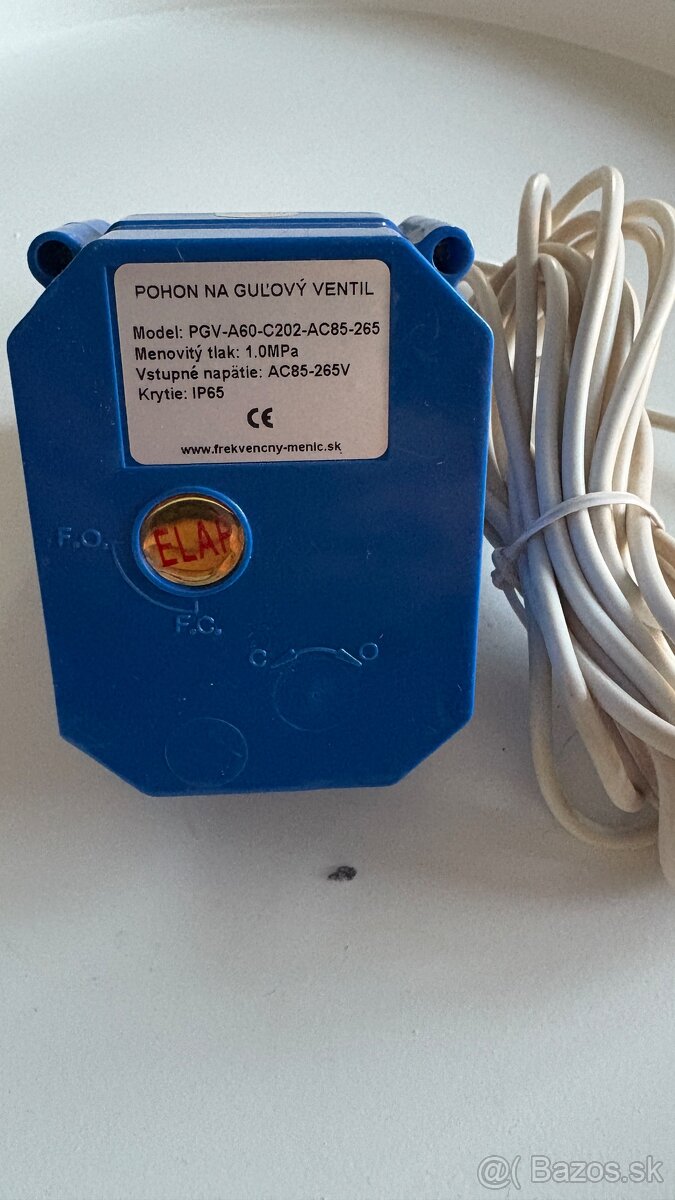 POHON NA GUĽOVÝ VENTIL
Model: PGV-A60-C202-AC85-265
Menovitý tlak: 1.0MPa
Vstupné napätie: AC85-265V
Krytie: IP65
CE
www.frekvencny-menic.sk
ELAP
F.O.
F.C.
C O
@( Bazos.sk